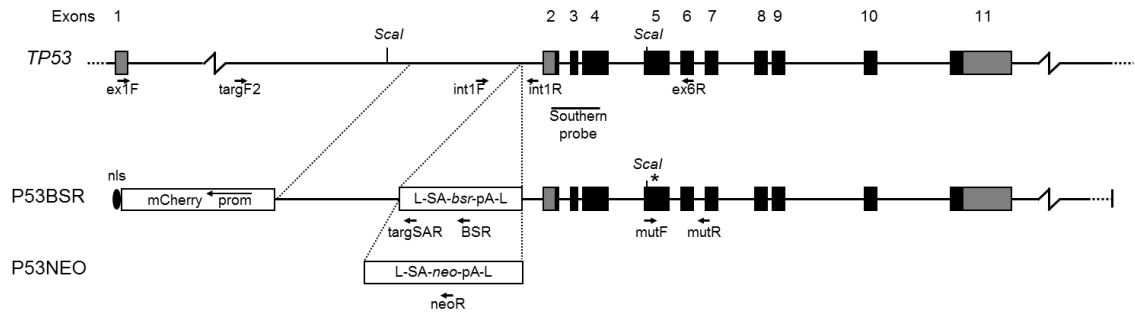 Exons 1 2 3 4 5 6 7 8 9 10 11
ScaI ScaI
TP53
ex1F targF2 int1F int1R ex6R
Southern
probe
nls ScaI
*
P53BSR mCherry prom L-SA-bsr-pA-L
targSAR BSR mutF mutR
P53NEO L-SA-neo-pA-L
neoR